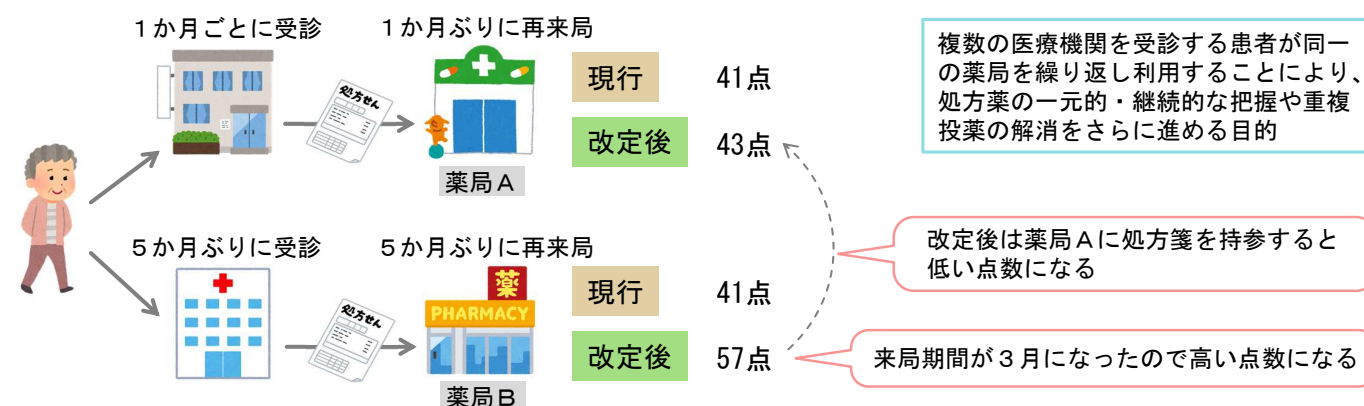 1か月ごとに受診
1か月ぶりに再来局
処方せん
現行
41点
改定後
43点
薬局A
複数の医療機関を受診する患者が同一
の薬局を繰り返し利用することにより、
処方薬の一元的・継続的な把握や重複
投薬の解消をさらに進める目的
5か月ぶりに受診
5か月ぶりに再来局
処方せん
薬
PHARMACY
現行
41点
改定後
57点
薬局B
改定後は薬局Aに処方箋を持参すると
低い点数になる
来局期間が3月になったので高い点数になる